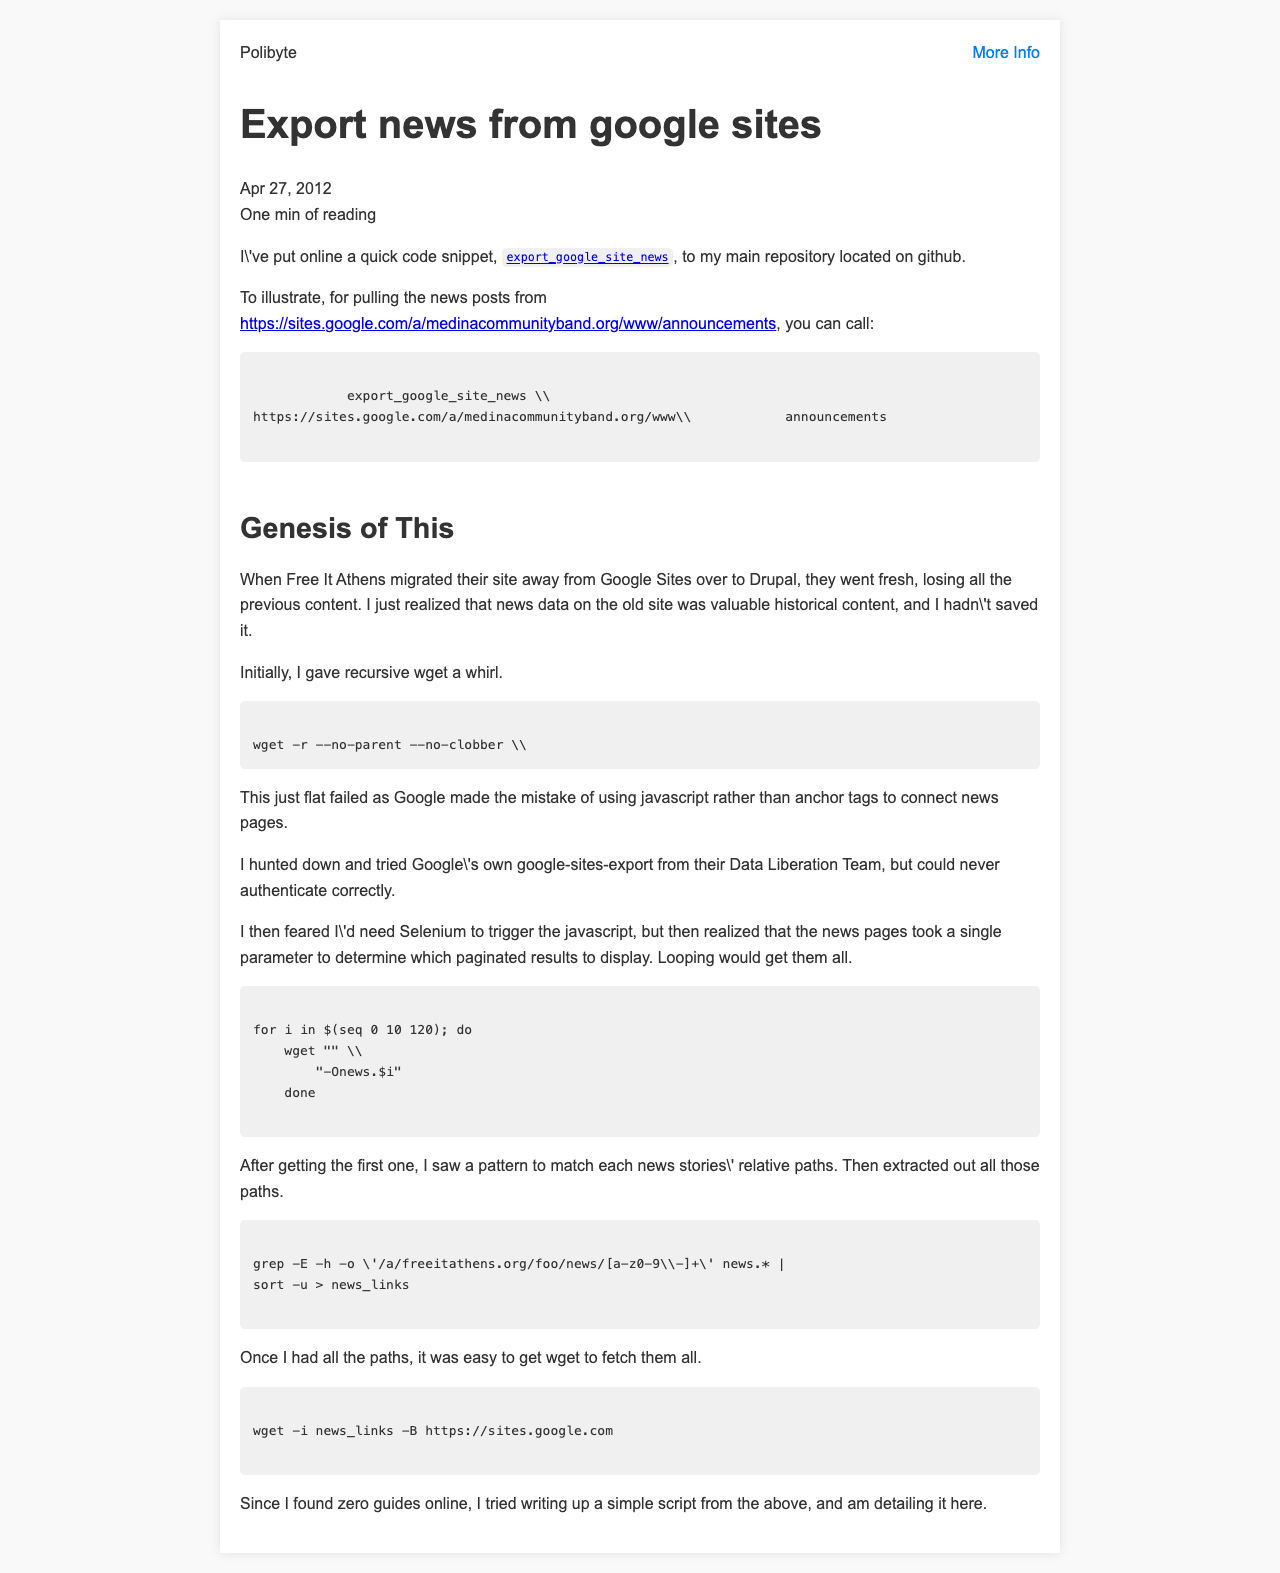 Polibyte
More Info
Export news from google sites
Apr 27, 2012
One min of reading
I\'ve put online a quick code snippet, export_google_site_news, to my main repository located on github.
To illustrate, for pulling the news posts from
https://sites.google.com/a/medinacommunityband.org/www/announcements, you can call:
export_google_site_news \\
https://sites.google.com/a/medinacommunityband.org/www\\            announcements
Genesis of This
When Free It Athens migrated their site away from Google Sites over to Drupal, they went fresh, losing all the
previous content. I just realized that news data on the old site was valuable historical content, and I hadn\'t saved
it.
Initially, I gave recursive wget a whirl.
wget -r --no-parent --no-clobber \\
This just flat failed as Google made the mistake of using javascript rather than anchor tags to connect news
pages.
I hunted down and tried Google\'s own google-sites-export from their Data Liberation Team, but could never
authenticate correctly.
I then feared I\'d need Selenium to trigger the javascript, but then realized that the news pages took a single
parameter to determine which paginated results to display. Looping would get them all.
for i in $(seq 0 10 120); do
    wget "" \\
        "-Onews.$i"
    done
After getting the first one, I saw a pattern to match each news stories\' relative paths. Then extracted out all those
paths.
grep -E -h -o \'/a/freeitathens.org/foo/news/[a-z0-9\\-]+\' news.* |
sort -u > news_links
Once I had all the paths, it was easy to get wget to fetch them all.
wget -i news_links -B https://sites.google.com
Since I found zero guides online, I tried writing up a simple script from the above, and am detailing it here.